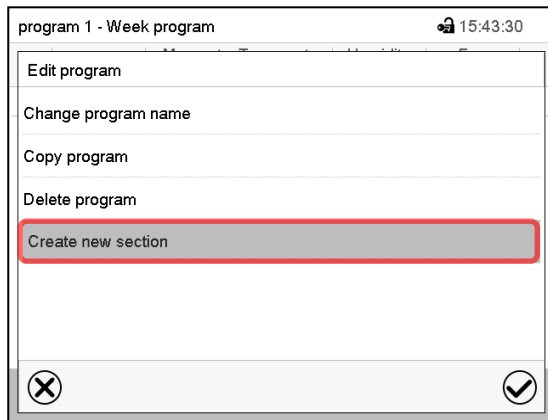 program 1 - Week program 15:43:30
Edit program
Change program name
Copy program
Delete program
Create new section